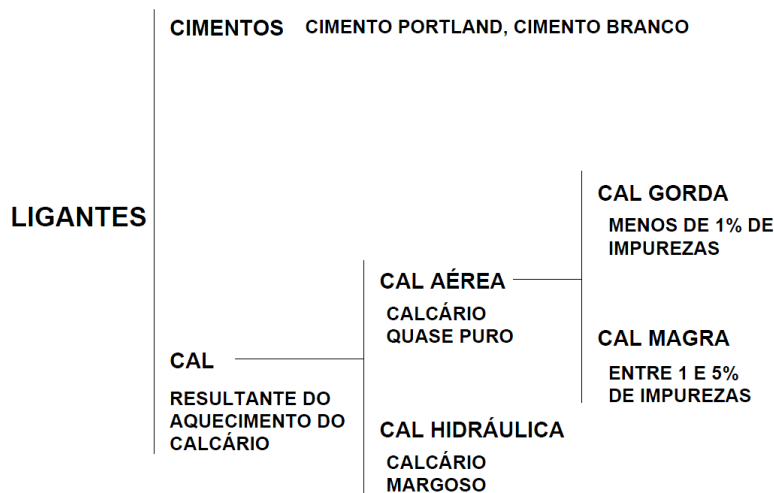 LIGANTES
CIMENTOS CIMENTO PORTLAND, CIMENTO BRANCO
CAL
RESULTANTE DO
AQUECIMENTO DO
CALCÁRIO
CAL AÉREA
CALCÁRIO
QUASE PURO
CAL HIDRÁULICA
CALCÁRIO
MARGOSO
CAL GORDA
MENOS DE 1% DE
IMPUREZAS
CAL MAGRA
ENTRE 1 E 5%
DE IMPUREZAS